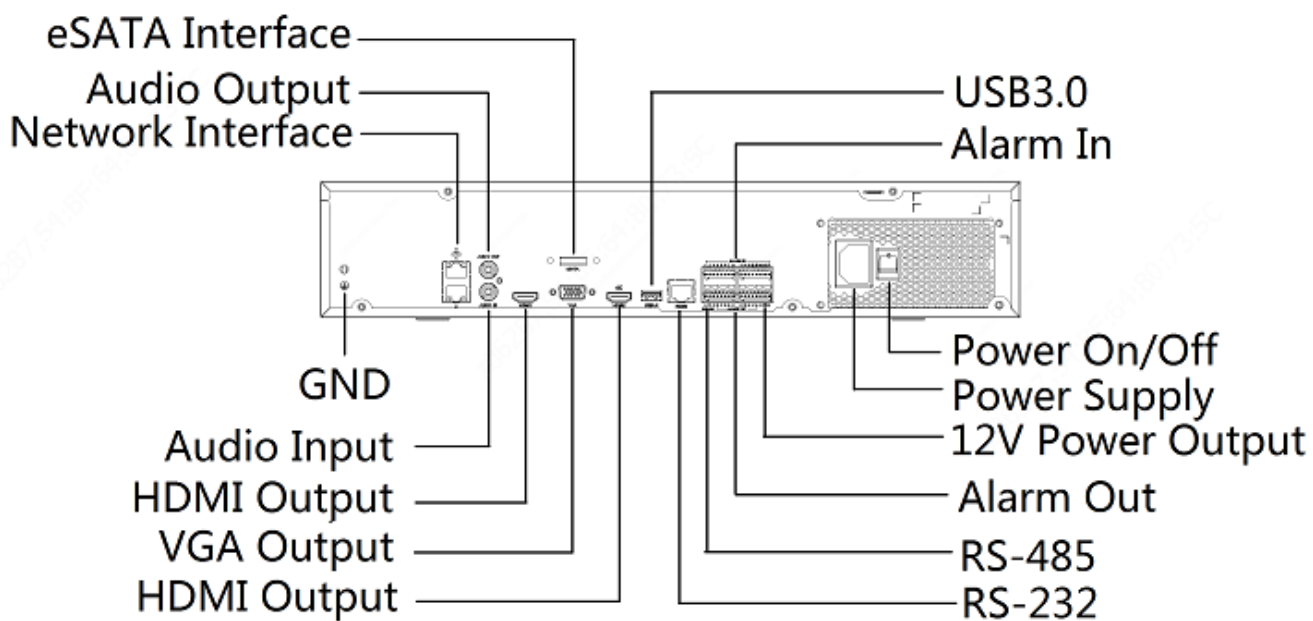 eSATA Interface
Audio Output
Network Interface
USB3.0
Alarm In
GND
Audio Input
HDMI Output
VGA Output
HDMI Output
Power On/Off
Power Supply
12V Power Output
Alarm Out
RS-485
RS-232